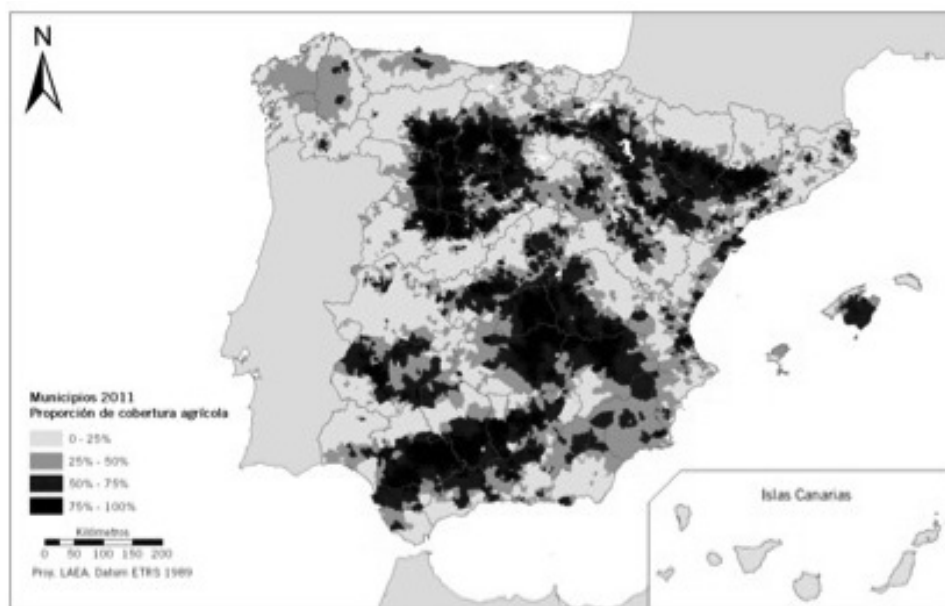 N
Municipios 2011
Proporción de cobertura agrícola
0 - 25%
25% - 50%
50% - 75%
75% - 100%
Kilómetros
0 50 100 150 200
Proy. LAEA. Datum ETRS 1989
Islas Canarias